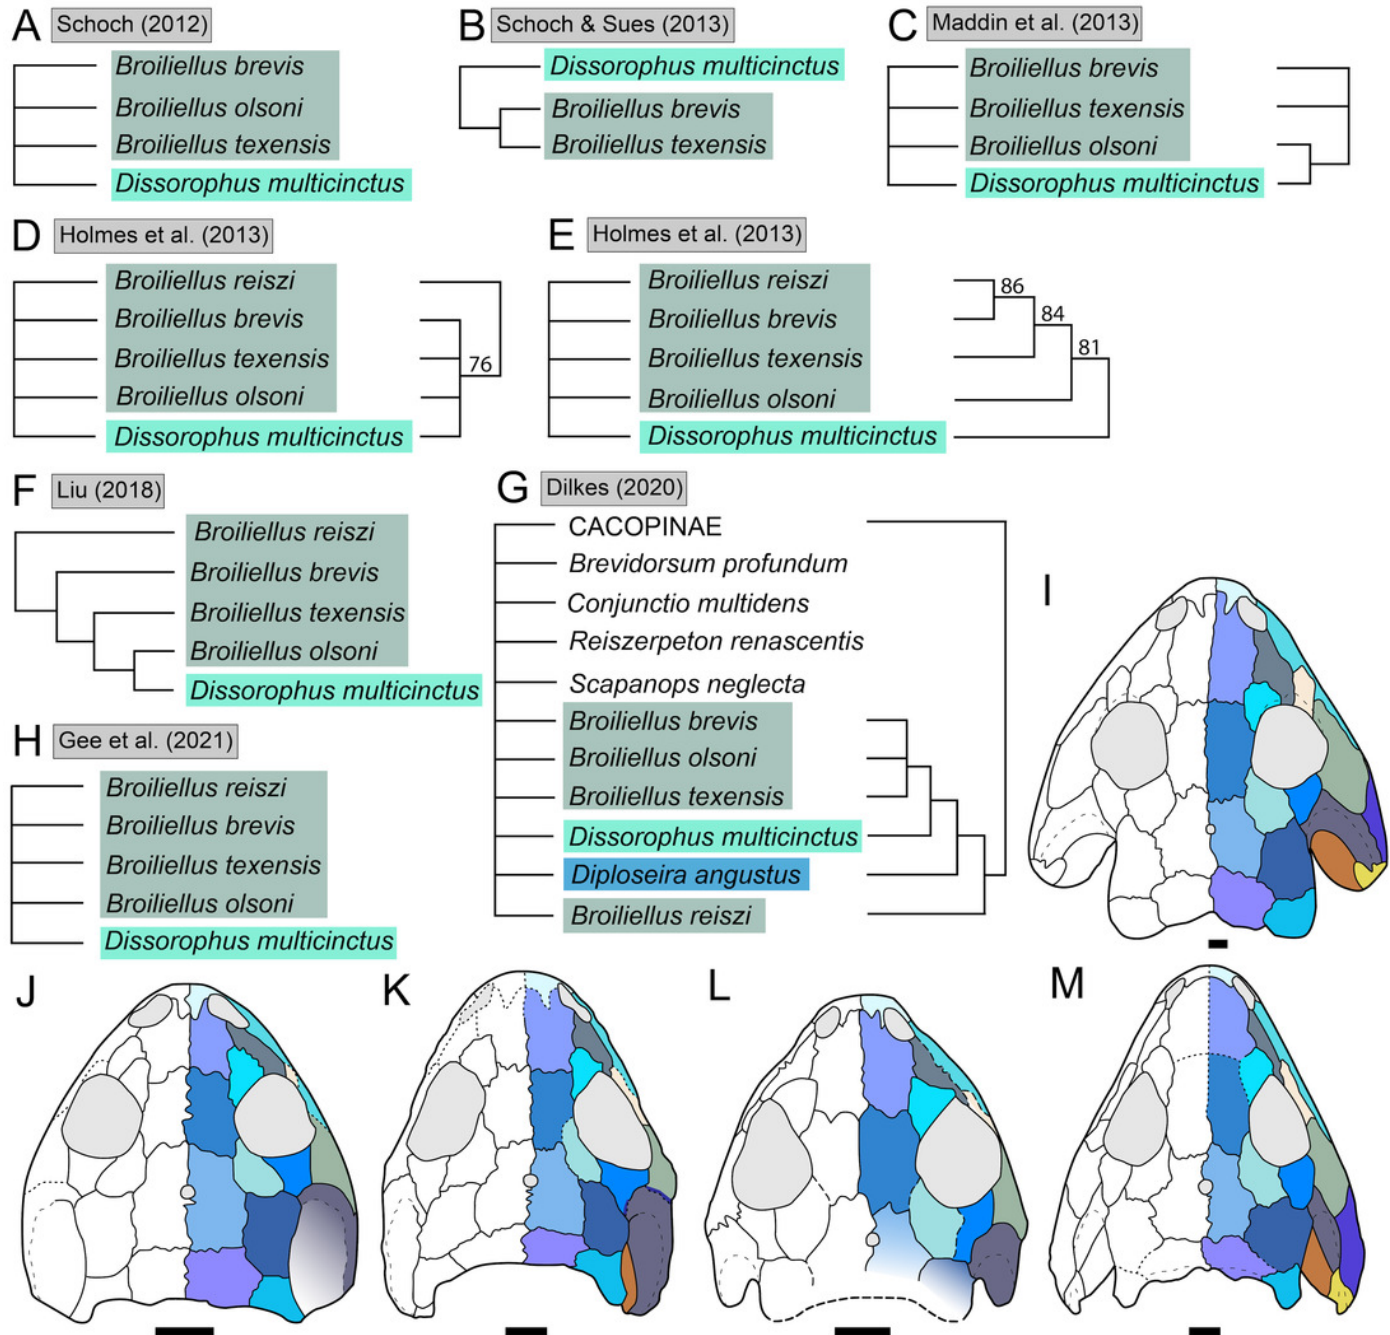 A Schoch (2012)
Broiliellus brevis
Broiliellus olsoni
Broiliellus texensis
Dissorophus multicinctus
B Schoch & Sues (2013)
Dissorophus multicinctus
Broiliellus brevis
Broiliellus texensis
C Maddin et al. (2013)
Broiliellus brevis
Broiliellus texensis
Broiliellus olsoni
Dissorophus multicinctus
D Holmes et al. (2013)
Broiliellus reiszi
Broiliellus brevis
Broiliellus texensis
Broiliellus olsoni
Dissorophus multicinctus
76
E Holmes et al. (2013)
Broiliellus reiszi
Broiliellus brevis
Broiliellus texensis
Broiliellus olsoni
Dissorophus multicinctus
86
84
81
F Liu (2018)
Broiliellus reiszi
Broiliellus brevis
Broiliellus texensis
Broiliellus olsoni
Dissorophus multicinctus
G Dilkes (2020)
CACOPINAE
Brevidorsum profundum
Conjunctio multidens
Reiszerpeton renascentis
Scapanops neglecta
Broiliellus brevis
Broiliellus olsoni
Broiliellus texensis
Dissorophus multicinctus
Diploseira angustus
Broiliellus reiszi
H Gee et al. (2021)
Broiliellus reiszi
Broiliellus brevis
Broiliellus texensis
Broiliellus olsoni
Dissorophus multicinctus
I
J
K
L
M